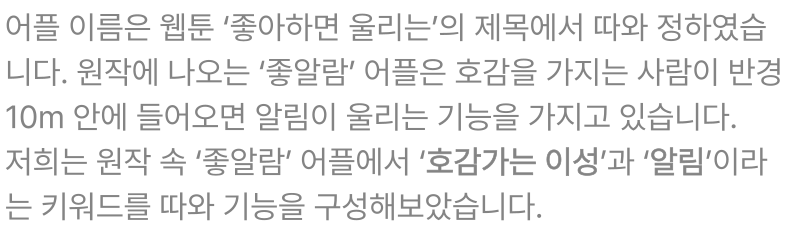 어플 이름은 웹툰 ‘좋아하면 울리는’의 제목에서 따와 정하였습
니다. 원작에 나오는 ‘좋알람’ 어플은 호감을 가지는 사람이 반경
10m 안에 들어오면 알림이 울리는 기능을 가지고 있습니다.
저희는 원작 속 ‘좋알람’ 어플에서 ‘호감가는 이성’과 ‘알림’이라
는 키워드를 따와 기능을 구성해보았습니다.